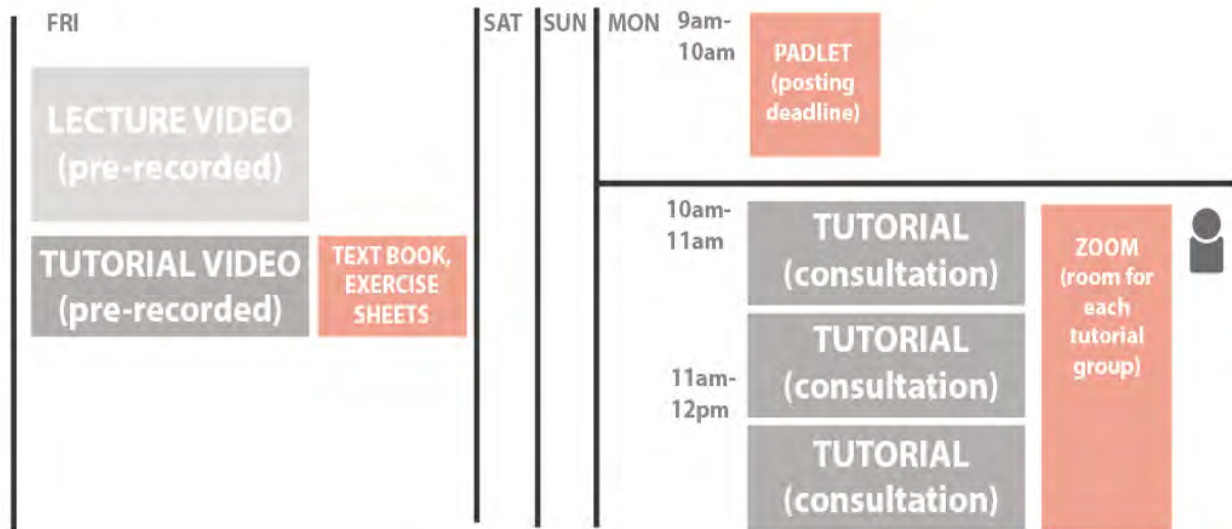 FRI
LECTURE VIDEO
(pre-recorded)
TUTORIAL VIDEO
(pre-recorded)
TEXT BOOK,
EXERCISE
SHEETS
SAT
SUN
MON
9am-
10am
PADLET
(posting
deadline)
10am-
11am
TUTORIAL
(consultation)
TUTORIAL
(consultation)
11am-
12pm
TUTORIAL
(consultation)
ZOOM
(room for
each
tutorial
group)